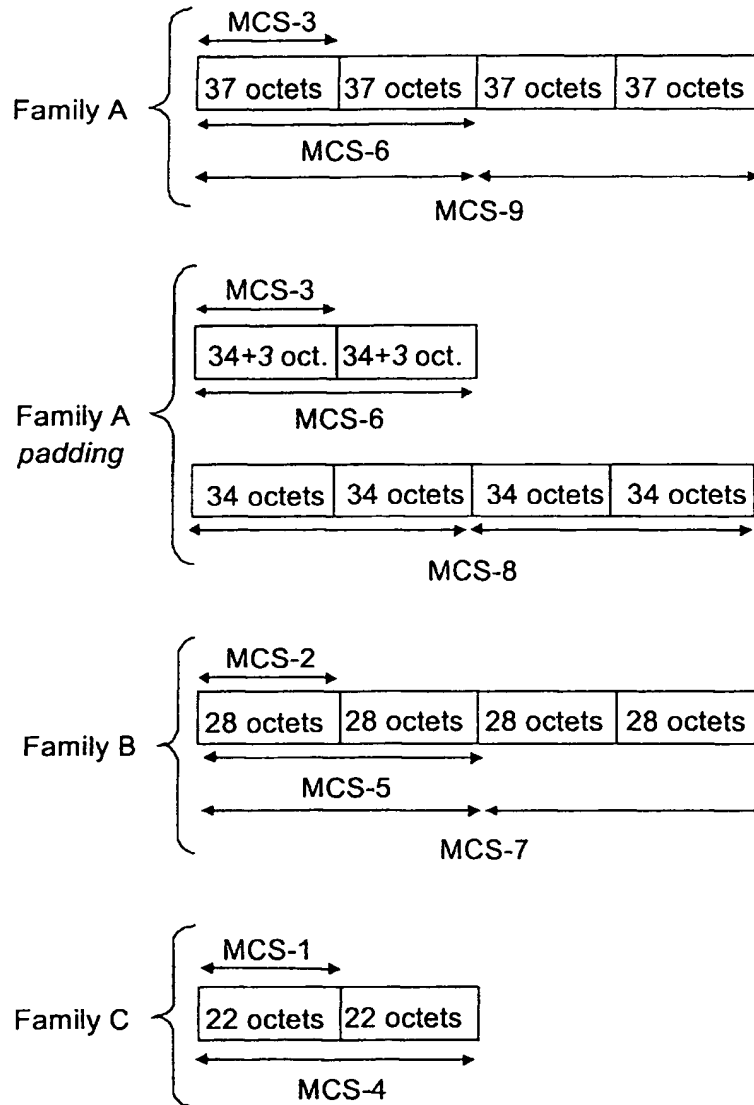 MCS-3
37 octets 37 octets 37 octets 37 octets
Family A
MCS-6
MCS-9
MCS-3
34+3 oct. 34+3 oct.
Family A
padding
MCS-6
34 octets 34 octets 34 octets 34 octets
MCS-8
MCS-2
28 octets 28 octets 28 octets 28 octets
Family B
MCS-5
MCS-7
MCS-1
22 octets 22 octets
Family C
MCS-4